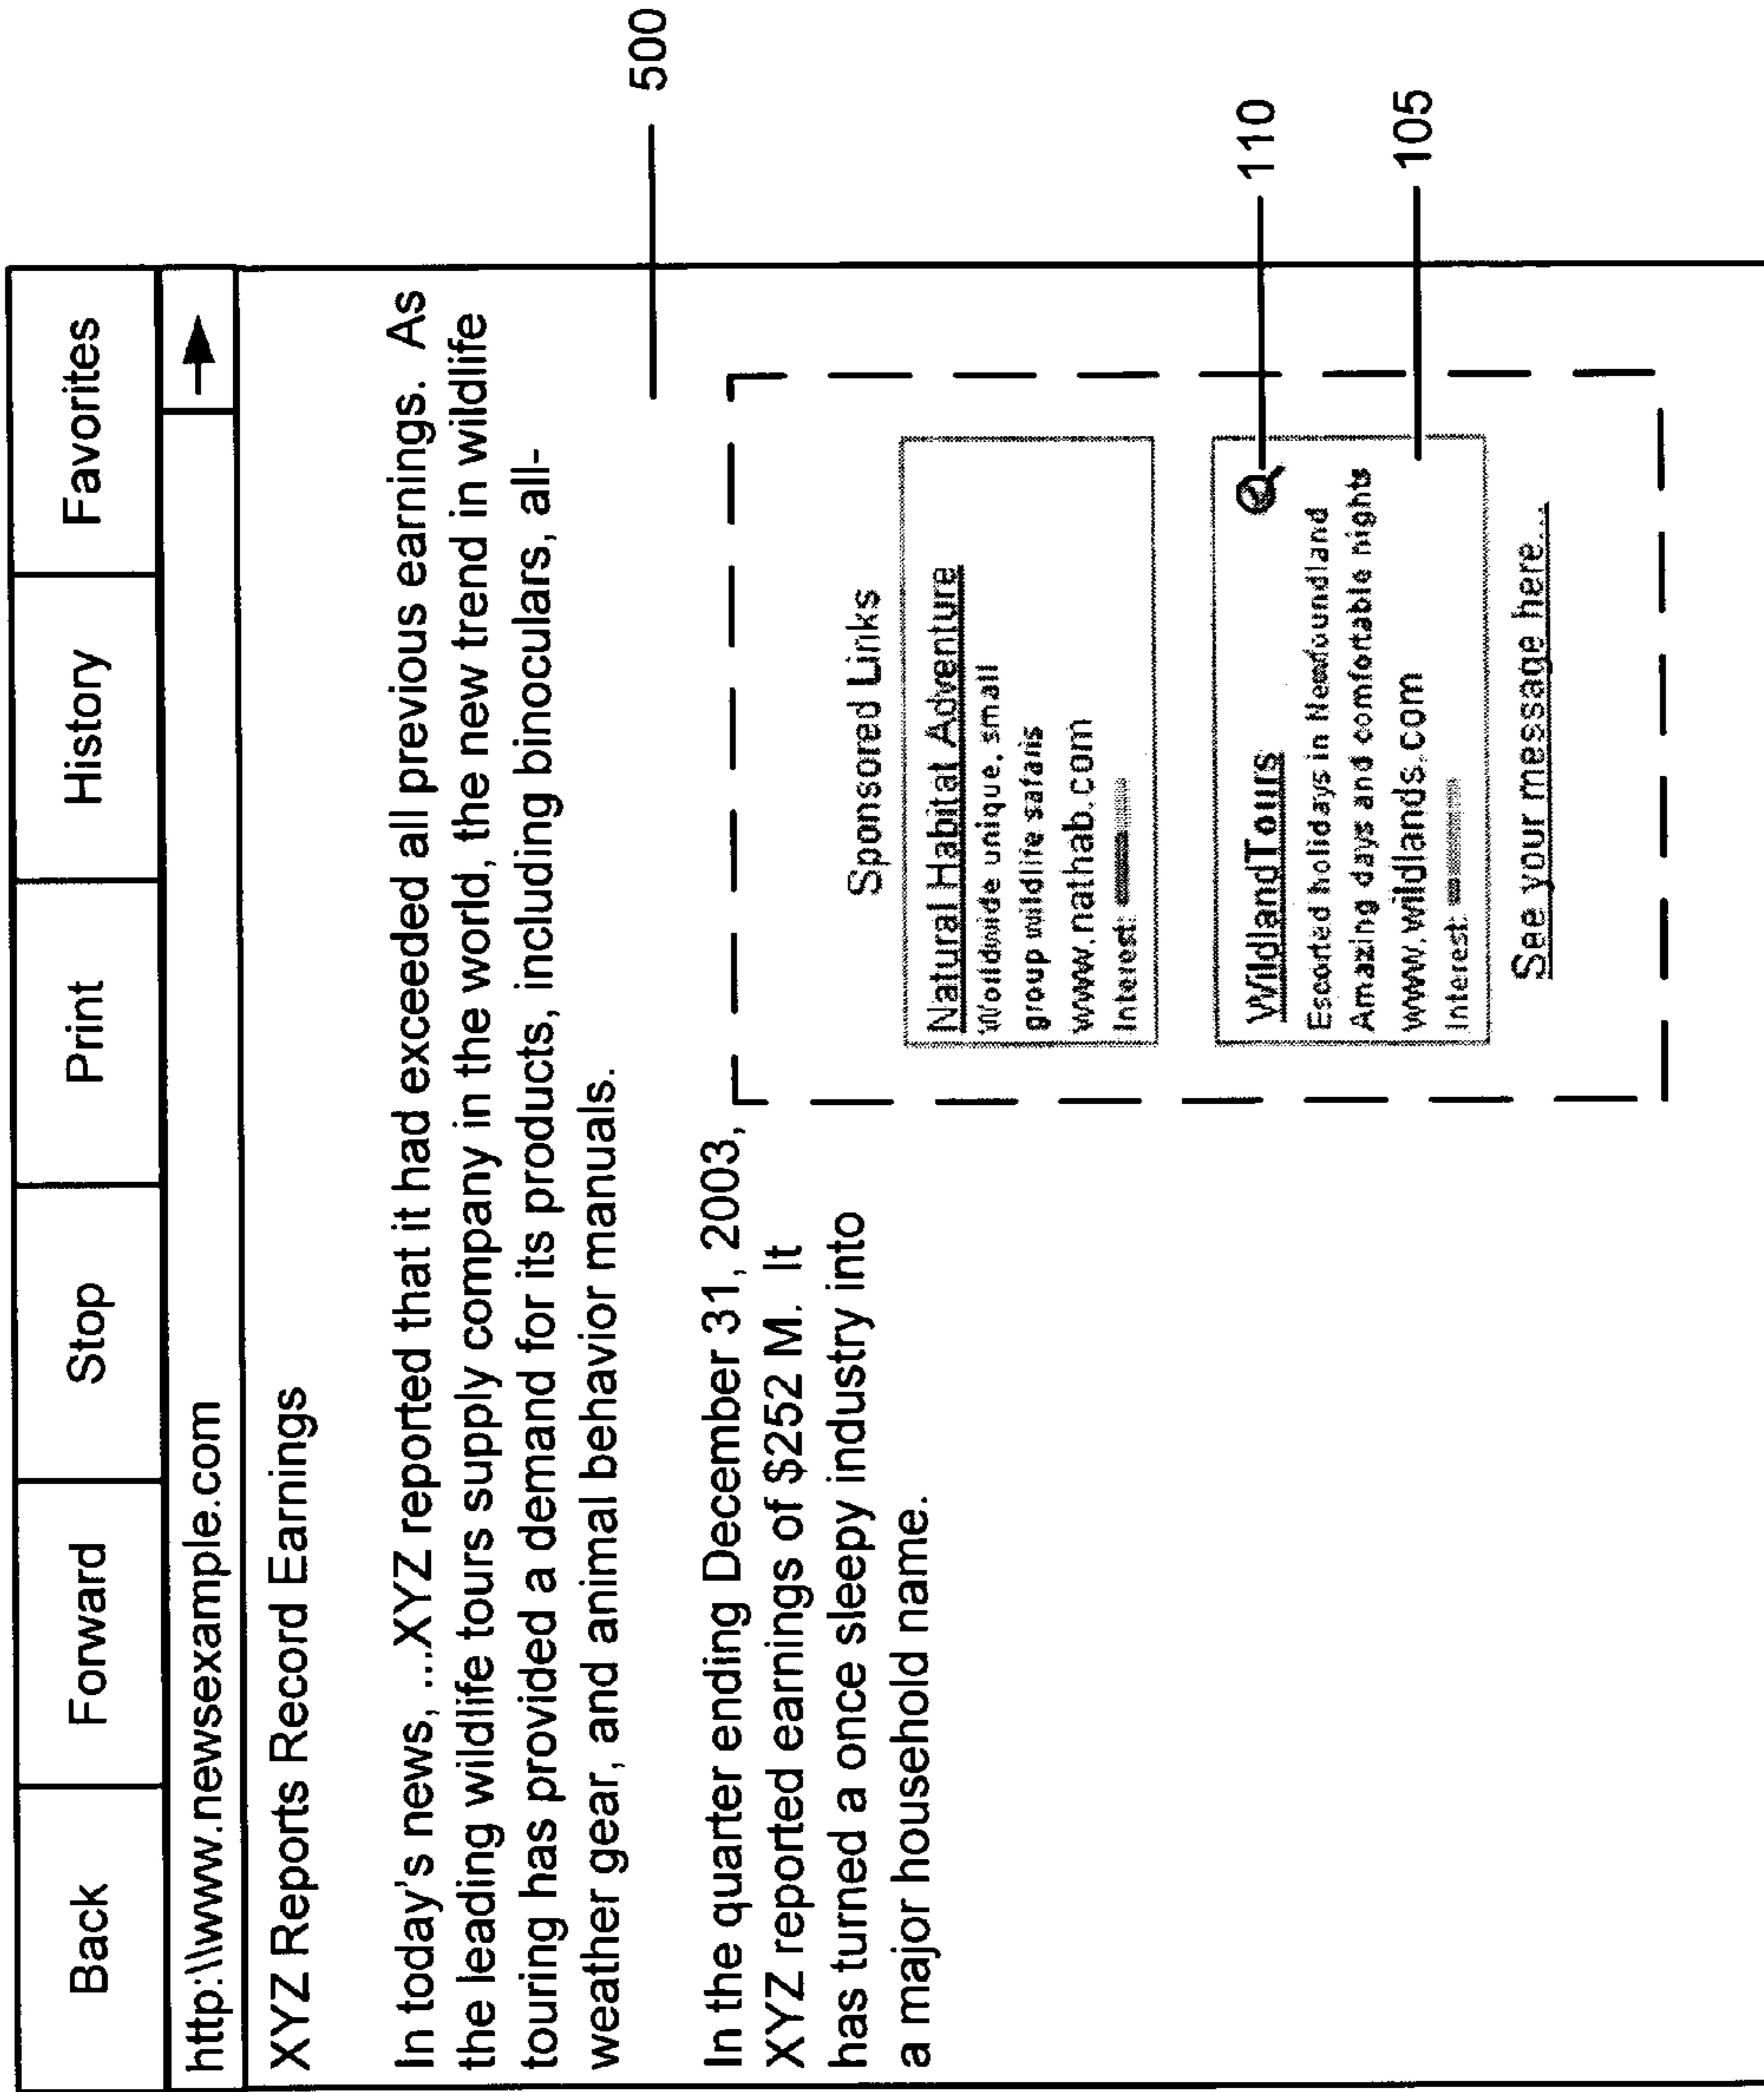 Back Forward Stop Print History Favorites
http:\\www.newsexample.com
XYZ Reports Record Earnings
In today's news, ...XYZ reported that it had exceeded all previous earnings. As
the leading wildlife tours supply company in the world, the new trend in wildlife
touring has provided a demand for its products, including binoculars, all-
weather gear, and animal behavior manuals.
500
In the quarter ending December 31, 2003,
XYZ reported earnings of $252 M. It
has turned a once sleepy industry into
a major household name.
Sponsored Links
Natural Habitat Adventure
Worldwide unique, small
group wildlife safaris
www.nathab.com
Interest:
WildlandTours
110
Escorted holidays in Newfoundland
Amazing days and comfortable nights
www.wildlands.com
105
Interest:
See your message here...